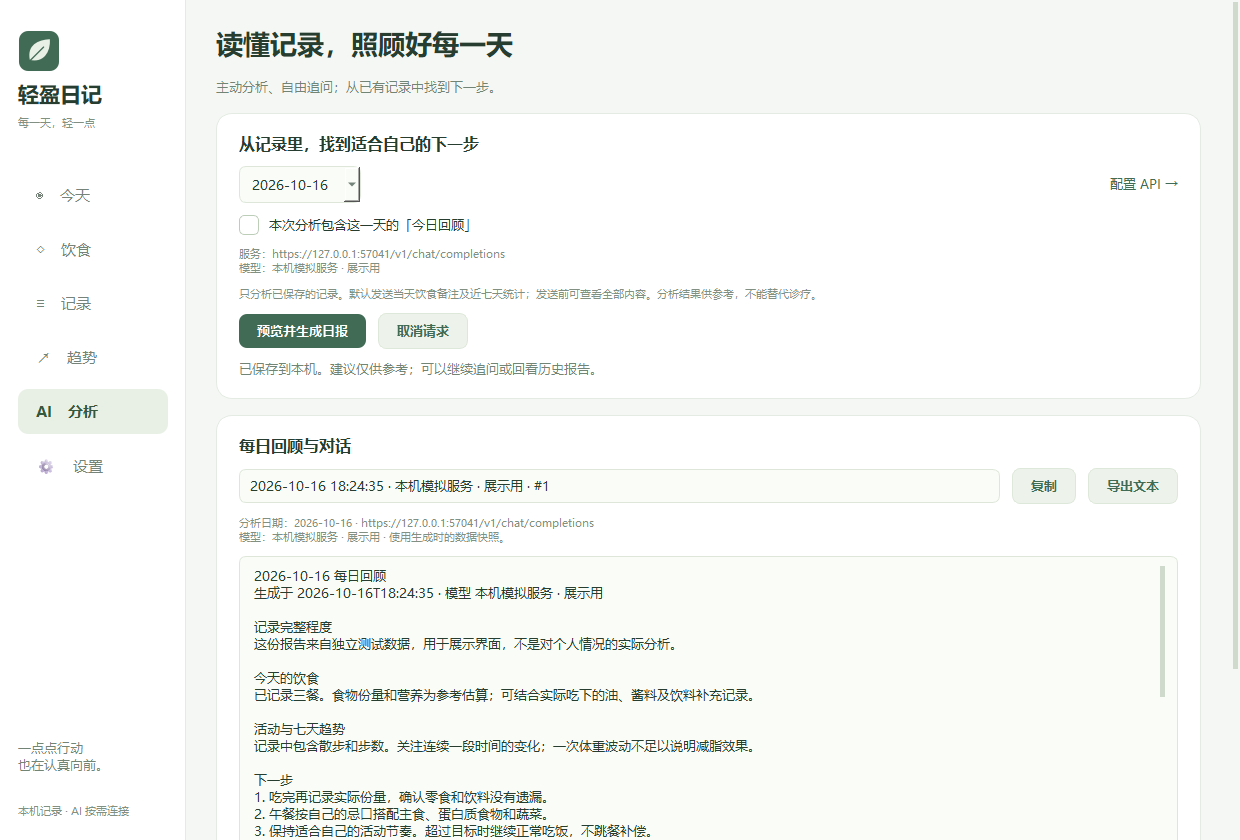 轻盈日记
每一天，轻一点
今天
饮食
记录
趋势
AI 分析
设置
一点点行动
也在认真向前。
本机记录 · AI 按需连接
读懂记录，照顾好每一天
主动分析、自由追问；从已有记录中找到下一步。
从记录里，找到适合自己的下一步
2026-10-16
配置 API →
本次分析包含这一天的「今日回顾」
服务：https://127.0.0.1:57041/v1/chat/completions
模型：本机模拟服务 · 展示用
只分析已保存的记录。默认发送当天饮食备注及近七天统计；发送前可查看全部内容。分析结果供参考，不能替代诊疗。
预览并生成日报
取消请求
已保存到本机。建议仅供参考；可以继续追问或回看历史报告。
每日回顾与对话
2026-10-16 18:24:35 · 本机模拟服务 · 展示用 · #1
复制
导出文本
分析日期：2026-10-16 · https://127.0.0.1:57041/v1/chat/completions
模型：本机模拟服务 · 展示用 · 使用生成时的数据快照。
2026-10-16 每日回顾
生成于 2026-10-16T18:24:35 · 模型 本机模拟服务 · 展示用
记录完整程度
这份报告来自独立测试数据，用于展示界面，不是对个人情况的实际分析。
今天的饮食
已记录三餐。食物份量和营养为参考估算；可结合实际吃下的油、酱料及饮料补充记录。
活动与七天趋势
记录中包含散步和步数。关注连续一段时间的变化；一次体重波动不足以说明减脂效果。
下一步
1. 吃完再记录实际份量，确认零食和饮料没有遗漏。
2. 午餐按自己的忌口搭配主食、蛋白质食物和蔬菜。
3. 保持适合自己的活动节奏。超过目标时继续正常吃饭，不跳餐补偿。